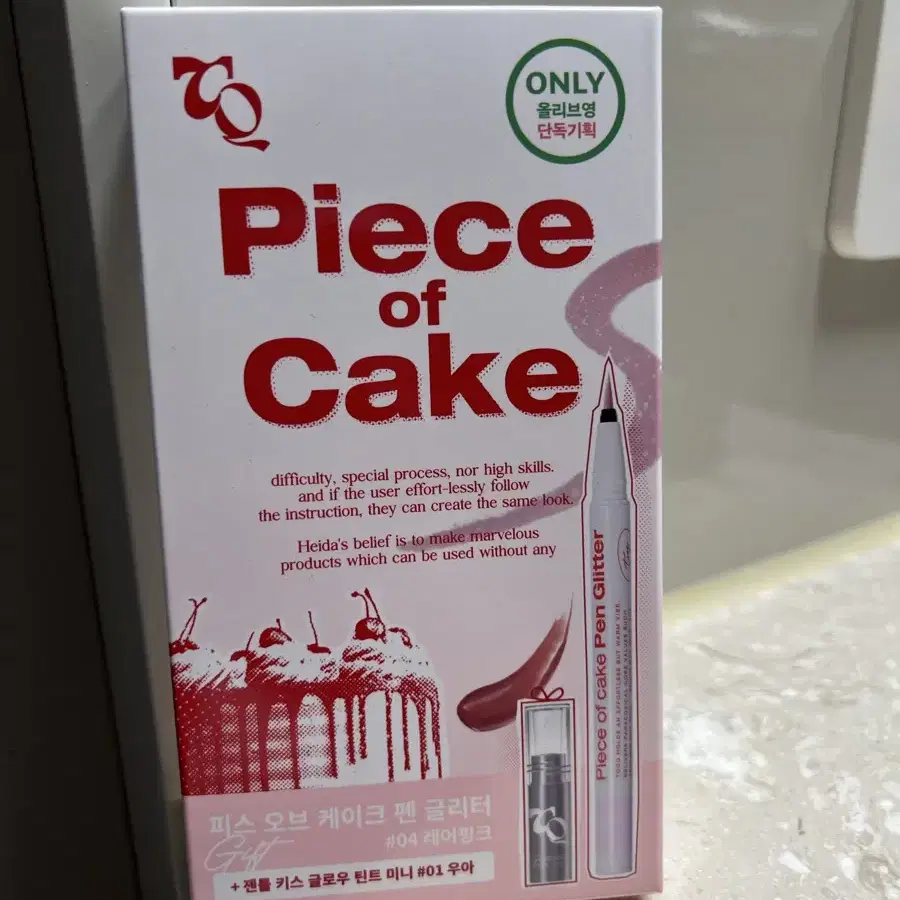 TQ
ONLY
올리브영
단독기획
Piece
of
Cake
difficulty, special process, nor high skills.
and if the user effort-lessly follow
the instruction, they can create the same look.
Heida's belief is to make marvelous
products which can be used without any
Piece of cake Pen Glitter
TQ
피스 오브 케이크 펜 글리터
#04 레어핑크
Gift
+ 젠틀 키스 글로우 틴트 미니 #01 우아